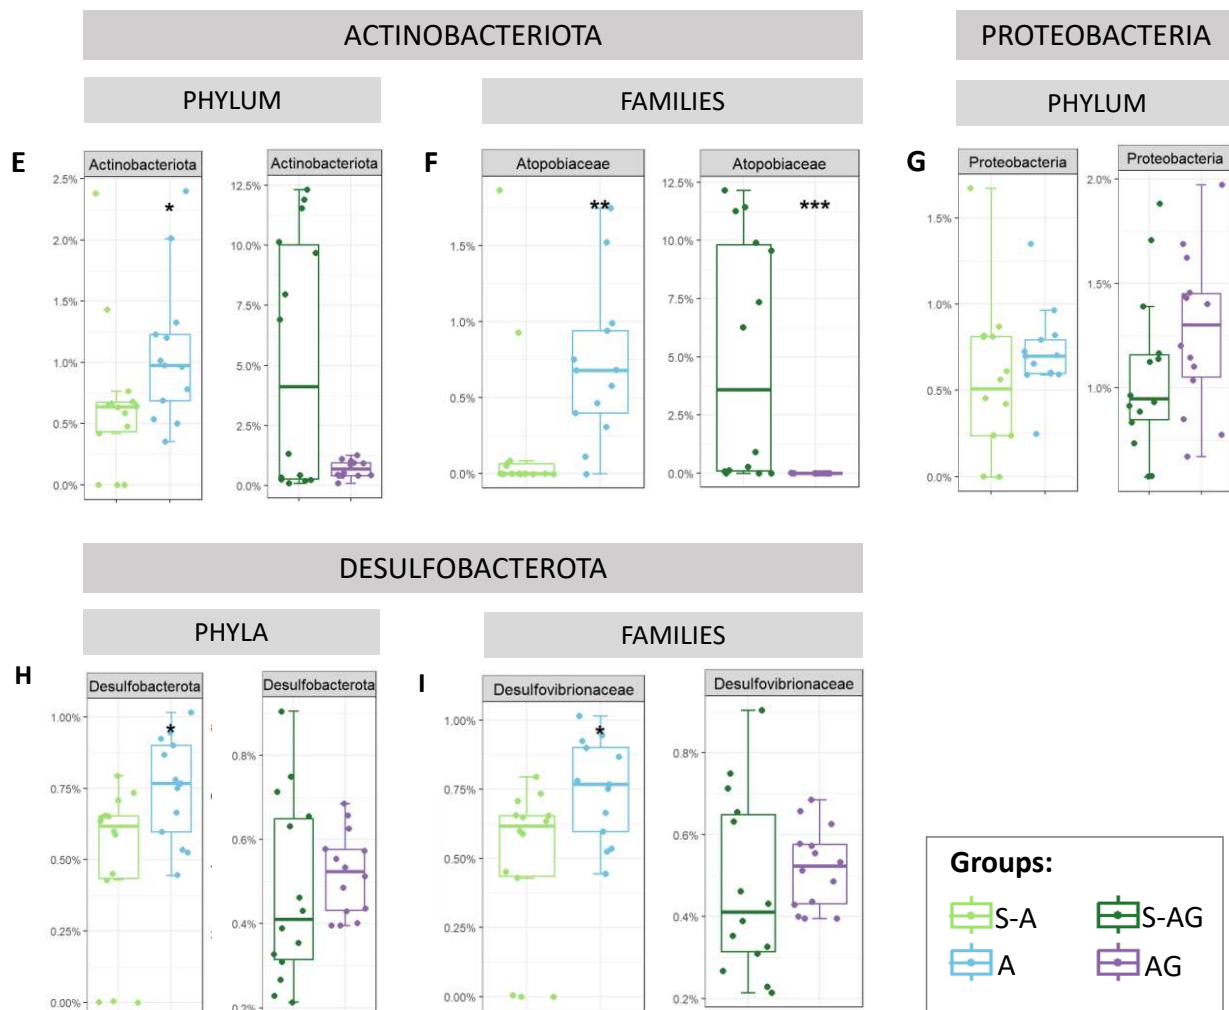 ACTINOBACTERIOTA
PROTEOBACTERIA
PHYLUM
FAMILIES
PHYLUM
E
Actinobacteriota
Actinobacteriota
F
Atopobiaceae
Atopobiaceae
G
Proteobacteria
Proteobacteria
2.5%
2.0%
1.5%
1.0%
0.5%
0.0%
*
12.5%
10.0%
7.5%
5.0%
2.5%
0.0%
1.5%
1.0%
0.5%
0.0%
**
12.5%
10.0%
7.5%
5.0%
2.5%
0.0%
***
1.5%
1.0%
0.5%
0.0%
2.0%
1.5%
1.0%
DESULFOBACTEROTA
PHYLA
FAMILIES
H
Desulfobacterota
Desulfobacterota
I
Desulfovibrionaceae
Desulfovibrionaceae
1.00%
0.75%
0.50%
0.25%
0.00%
*
0.8%
0.6%
0.4%
0.2%
1.00%
0.75%
0.50%
0.25%
0.00%
*
0.8%
0.6%
0.4%
0.2%
Groups:
S-A
S-AG
A
AG